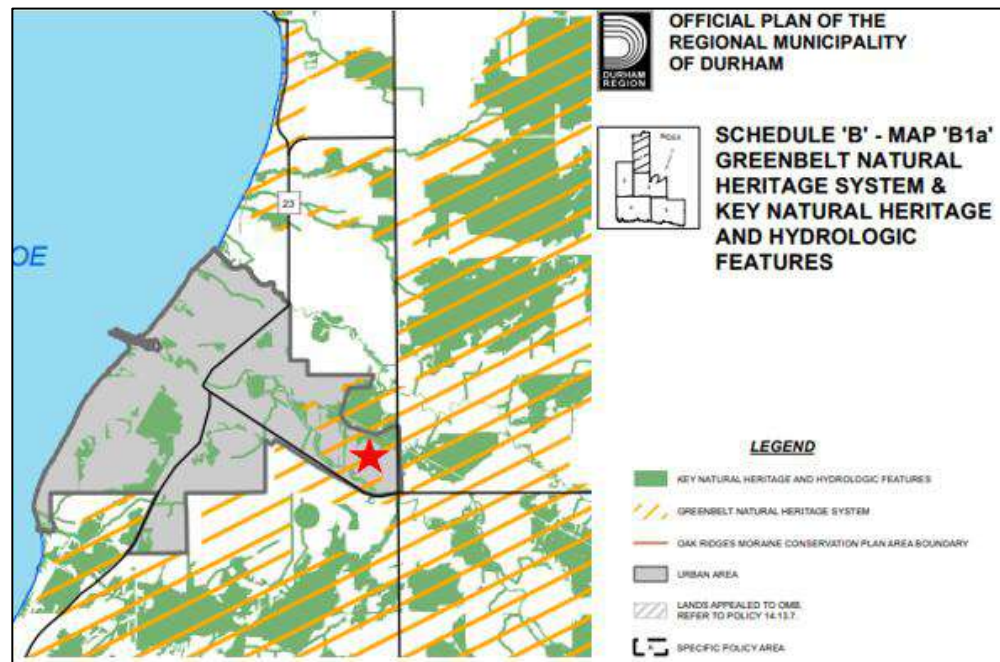 OFFICIAL PLAN OF THE
REGIONAL MUNICIPALITY
OF DURHAM
DURHAM
REGION
SCHEDULE 'B' - MAP 'B1a'
GREENBELT NATURAL
HERITAGE SYSTEM &
KEY NATURAL HERITAGE
AND HYDROLOGIC
FEATURES
23
OE
LEGEND
KEY NATURAL HERITAGE AND HYDROLOGIC FEATURES
GREENBELT NATURAL HERITAGE SYSTEM
OAK RIDGES MORAINE CONSERVATION PLAN AREA BOUNDARY
URBAN AREA
LANDS APPEALED TO OMB.
REFER TO POLICY 14.13.7.
SPECIFIC POLICY AREA